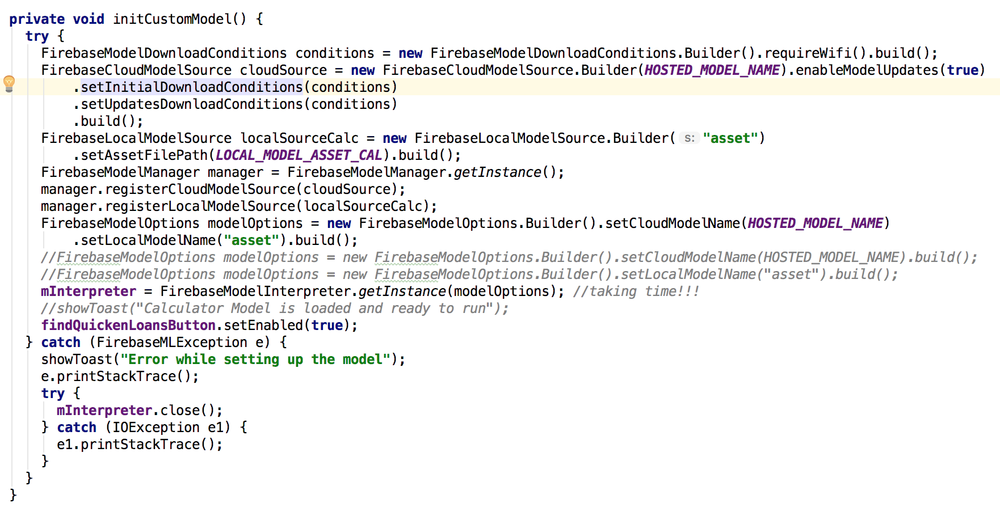 private void initCustomModel() {
try {
FirebaseModelDownloadConditions conditions = new FirebaseModelDownloadConditions.Builder().requireWifi().build();
FirebaseCloudModelSource cloudSource = new FirebaseCloudModelSource.Builder(HOSTED_MODEL_NAME).enableModelUpdates(true)
.setInitialDownloadConditions(conditions)
.setUpdatesDownloadConditions(conditions)
.build();
FirebaseLocalModelSource localSourceCalc = new FirebaseLocalModelSource.Builder( s: "asset")
.setAssetFilePath(LOCAL_MODEL_ASSET_CAL).build();
FirebaseModelManager manager = FirebaseModelManager.getInstance();
manager.registerCloudModelSource(cloudSource);
manager.registerLocalModelSource(localSourceCalc);
FirebaseModelOptions modelOptions = new FirebaseModelOptions.Builder().setCloudModelName(HOSTED_MODEL_NAME)
.setLocalModelName("asset").build();
//FirebaseModelOptions modelOptions = new FirebaseModelOptions.Builder().setCloudModelName(HOSTED_MODEL_NAME).build();
//FirebaseModelOptions modelOptions = new FirebaseModelOptions.Builder().setLocalModelName("asset").build();
mInterpreter = FirebaseModelInterpreter.getInstance(modelOptions); //taking time!!!
//showToast("Calculator Model is loaded and ready to run");
findQuickenLoansButton.setEnabled(true);
} catch (FirebaseMLException e) {
showToast("Error while setting up the model");
e.printStackTrace();
try {
mInterpreter.close();
} catch (IOException e1) {
e1.printStackTrace();
}
}
}